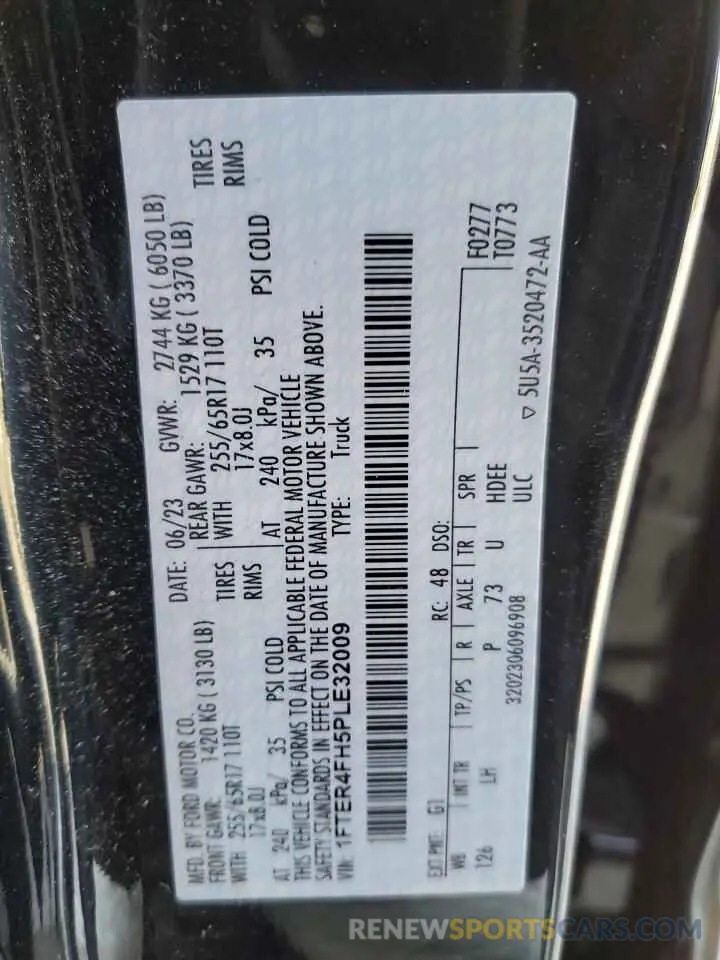 MFD. BY FORD MOTOR CO.
DATE: 06/23 GVWR: 2744 KG ( 6050 LB)
FRONT GAWR: 1420 KG ( 3130 LB)
REAR GAWR: 1529 KG ( 3370 LB)
WITH 255/65R17 110T TIRES
WITH 255/65R17 110T TIRES
17x8.0J RIMS
17x8.0J RIMS
AT 240 kPa/ 35 PSI COLD
AT 240 kPa/ 35 PSI COLD
THIS VEHICLE CONFORMS TO ALL APPLICABLE FEDERAL MOTOR VEHICLE
SAFETY STANDARDS IN EFFECT ON THE DATE OF MANUFACTURE SHOWN ABOVE.
VIN: 1FTER4FH5PLE32009 TYPE: Truck
EXT PNT: G1 RC: 48 DSO:
WB INT TR TP/PS R AXLE TR SPR
126 LH P 73 U HDEE
ULC
F0277
T0773
3202306096908
▽ 5U5A-3520472-AA
RENEWSPORTSCARS.COM